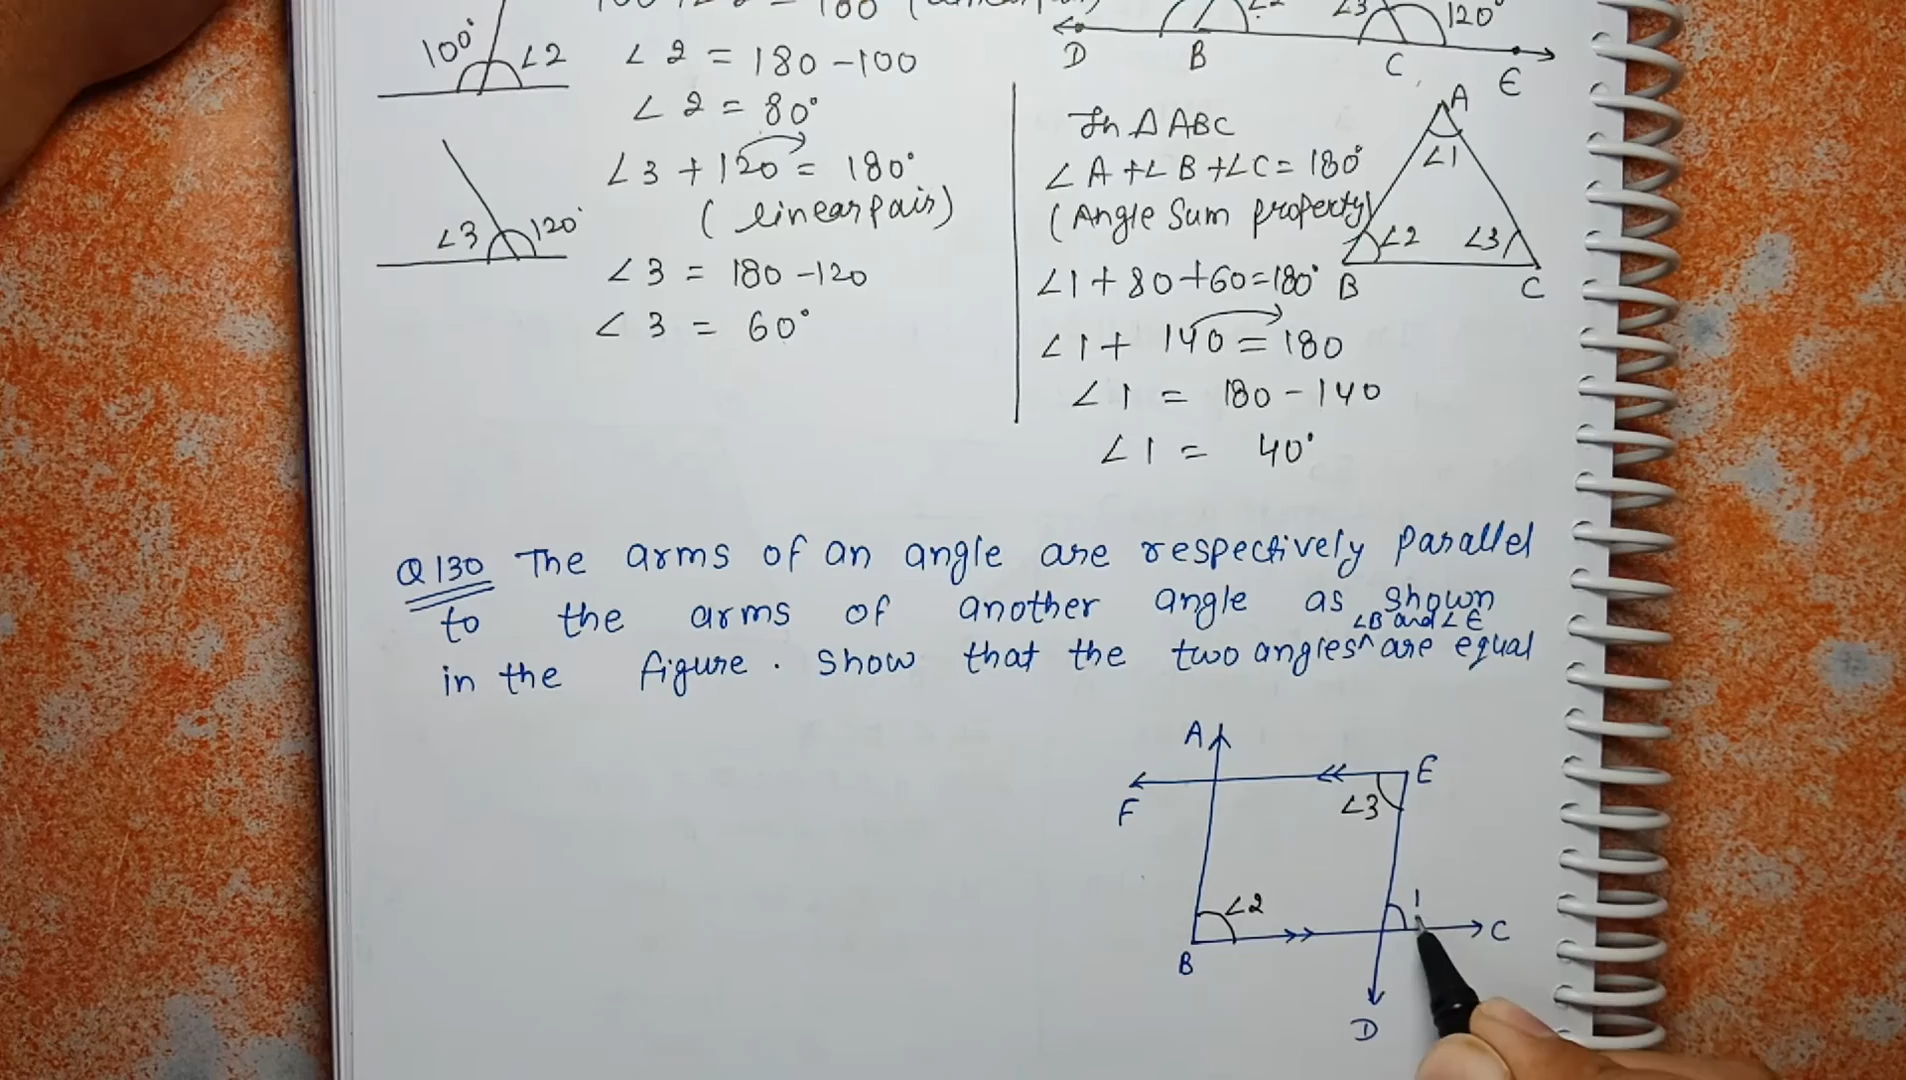 ∠2 ∠3 120°
100° ∠2
∠2 = 180 - 100
∠2 = 80°
∠3 + 120 = 180°
(linear pair)
∠3 120°
∠3 = 180 - 120
∠3 = 60°
D B C E
In △ ABC
∠A + ∠B + ∠C = 180°
(Angle Sum property)
∠1 + 80 + 60 = 180°
∠1 + 140 = 180
∠1 = 180 - 140
∠1 = 40°
A
∠1
∠2 ∠3
B C
Q130 The arms of an angle are respectively parallel
to the arms of another angle as shown
∠B and ∠E
in the figure. Show that the two angles^ are equal
A
E
F ∠3
∠2 1
C
B
D